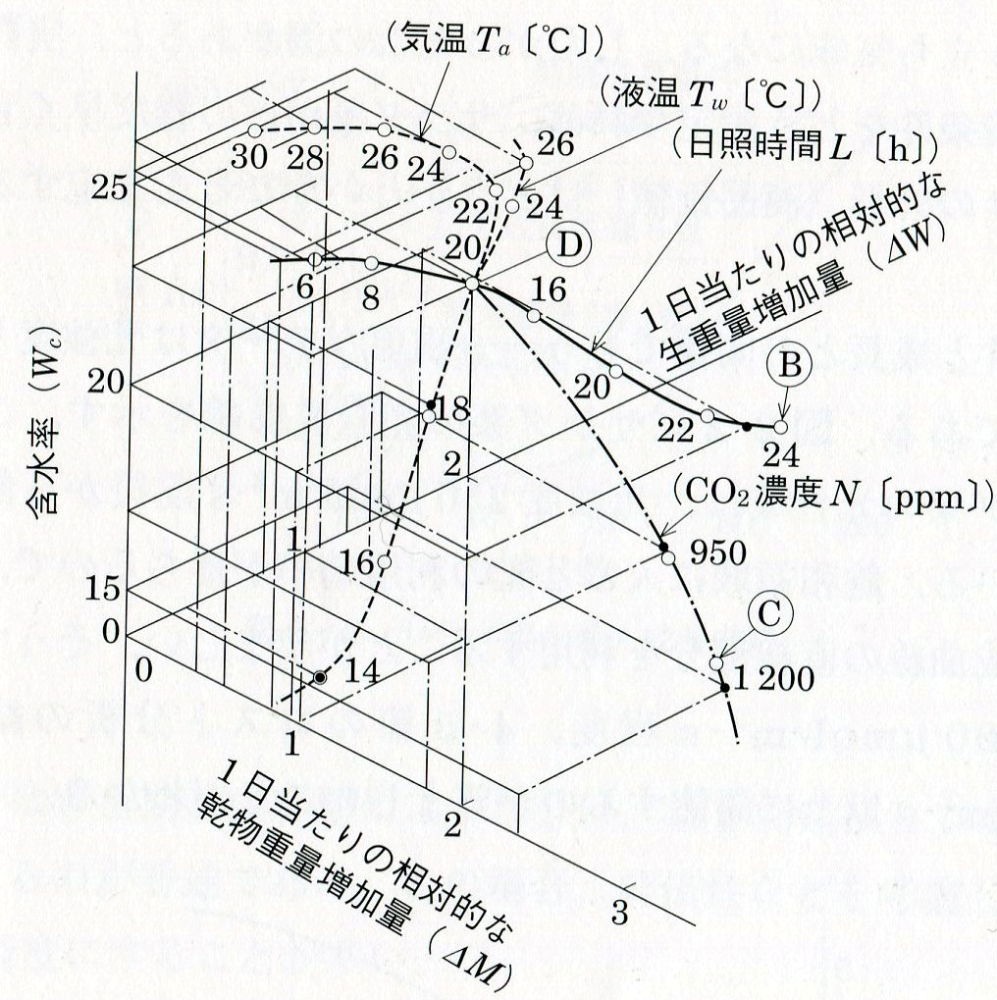 (気温 Ta〔℃〕)
(液温 Tw〔℃〕)
(日照時間 L〔h〕)
30 28 26 24 22 20
26
24
25
6 8
D
16
20
22
24
B
1日当たりの相対的な
生重量増加量(ΔW)
含水率(Wc)
20
18
2
(CO2濃度 N〔ppm〕)
950
1
16
C
15
0
0
14
1 200
1
2
3
1日当たりの相対的な
乾物重量増加量(ΔM)